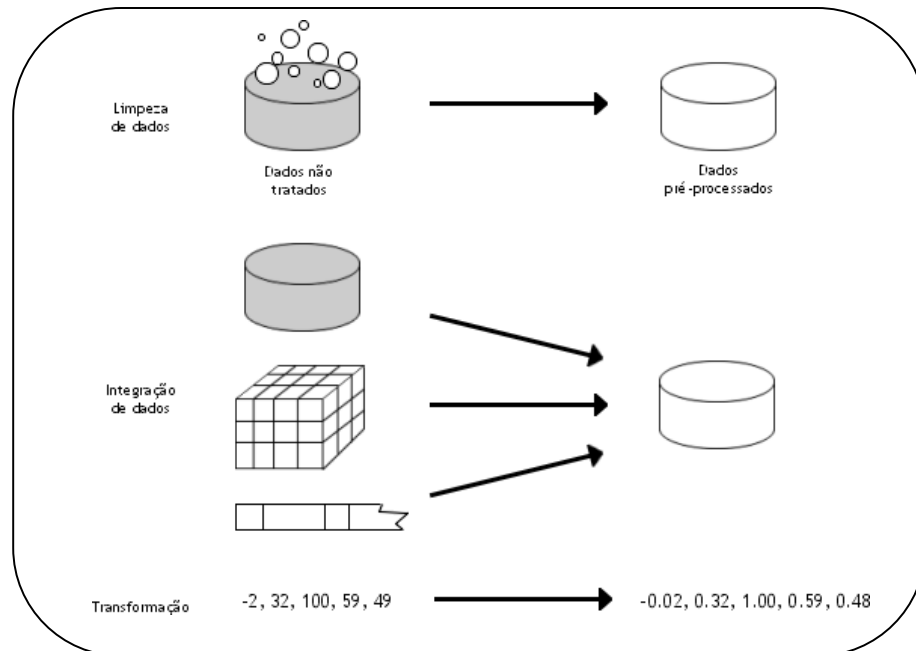 Limpeza
de dados
Dados não
tratados
Dados
pré-processados
Integração
de dados
Transformação
-2, 32, 100, 59, 49
-0.02, 0.32, 1.00, 0.59, 0.48